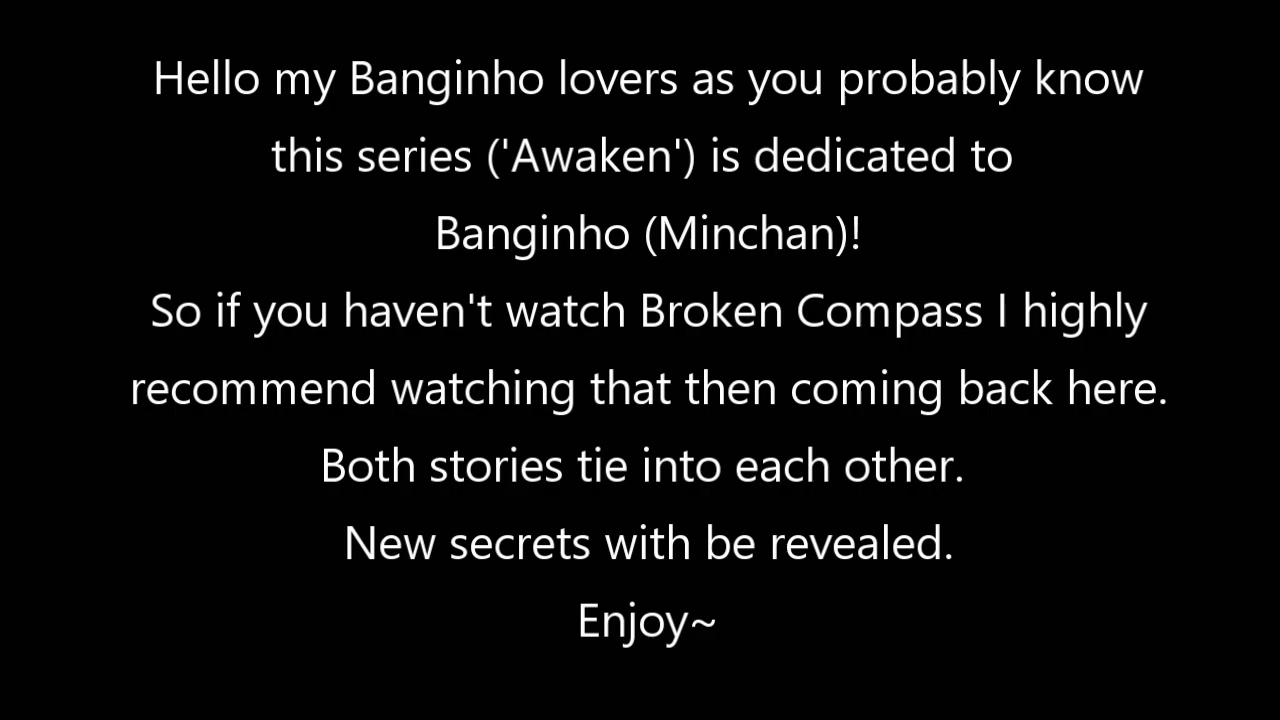 Hello my Banginho lovers as you probably know
this series ('Awaken') is dedicated to
Banginho (Minchan)!
So if you haven't watch Broken Compass I highly
recommend watching that then coming back here.
Both stories tie into each other.
New secrets with be revealed.
Enjoy~